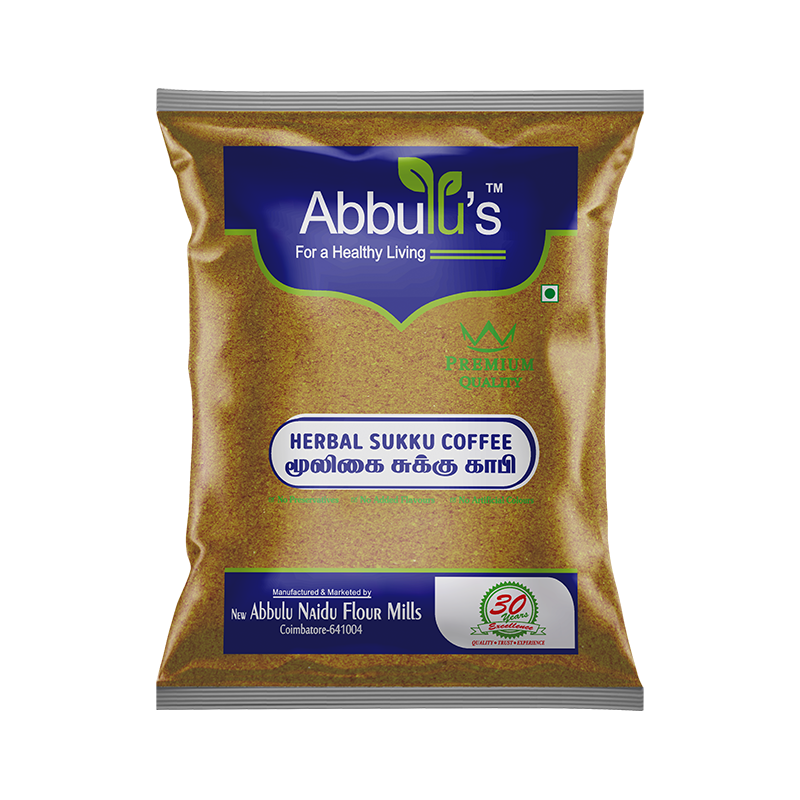 Abbulu's™
For a Healthy Living
PREMIUM
QUALITY
HERBAL SUKKU COFFEE
மூலிகை சுக்கு காபி
Manufactured & Marketed by
New Abbulu Naidu Flour Mills
Coimbatore-641004
30
Years
Excellence
QUALITY • TRUST • EXPERIENCE